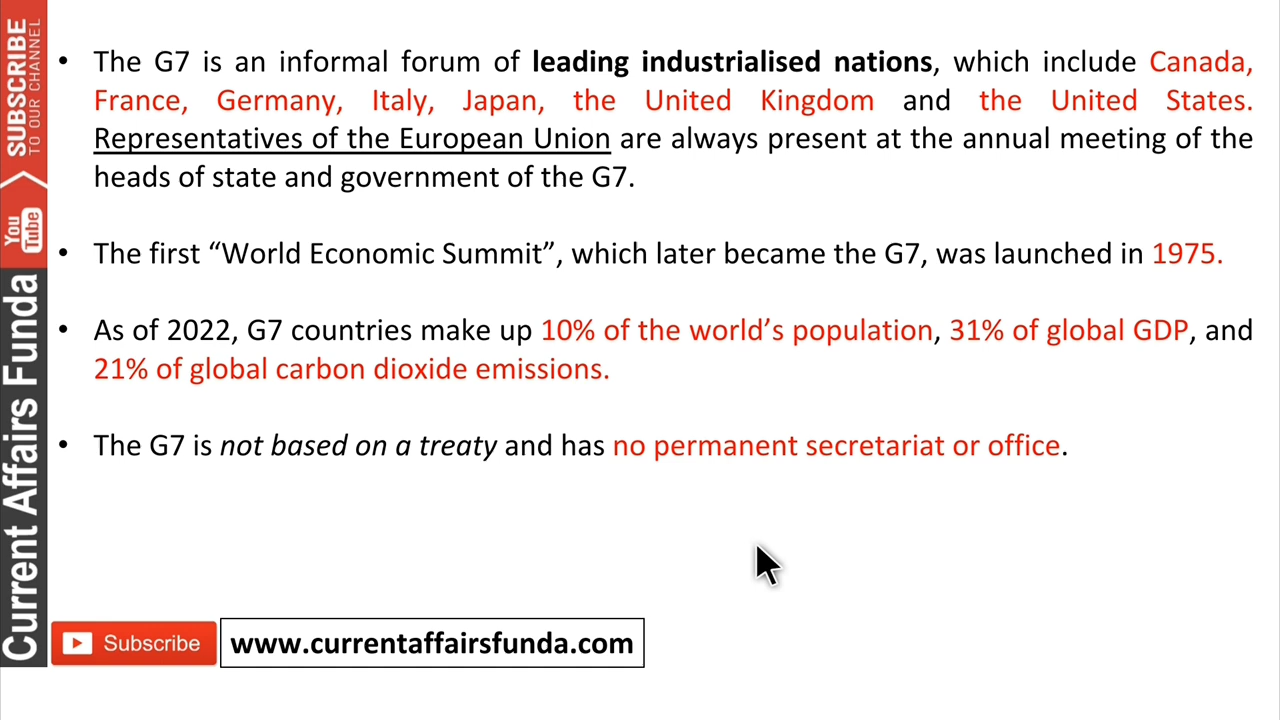 • The G7 is an informal forum of leading industrialised nations, which include Canada,
France, Germany, Italy, Japan, the United Kingdom and the United States.
Representatives of the European Union are always present at the annual meeting of the
heads of state and government of the G7.
• The first “World Economic Summit”, which later became the G7, was launched in 1975.
• As of 2022, G7 countries make up 10% of the world’s population, 31% of global GDP, and
21% of global carbon dioxide emissions.
• The G7 is not based on a treaty and has no permanent secretariat or office.
SUBSCRIBE
TO OUR CHANNEL
You
Tube
Current Affairs Funda
Subscribe
www.currentaffairsfunda.com